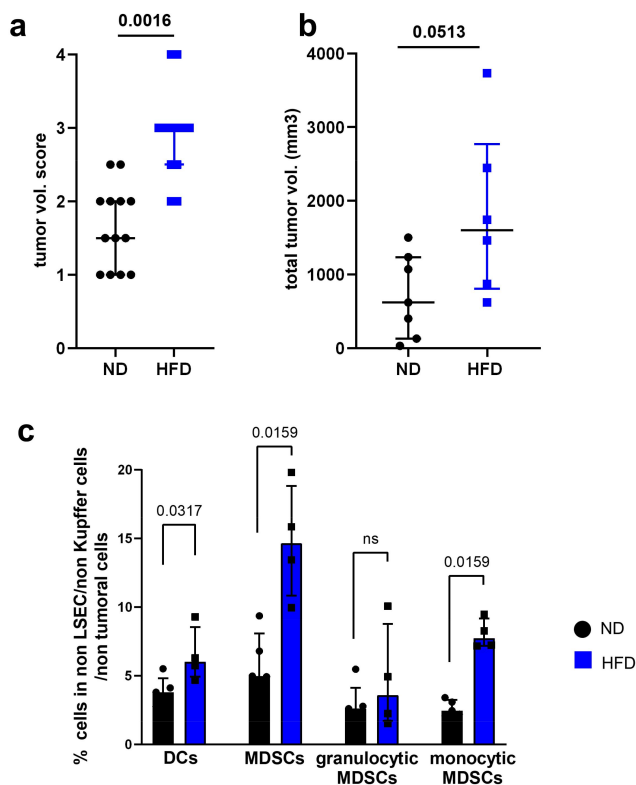 a
0.0016
tumor vol. score
4
3
2
1
0
ND
HFD
b
0.0513
total tumor vol. (mm3)
4000
3000
2000
1000
0
ND
HFD
c
% cells in non LSEC/non Kupffer cells
/non tumoral cells
20
15
10
5
0
0.0317
0.0159
ns
0.0159
DCs
MDSCs
granulocytic
MDSCs
monocytic
MDSCs
ND
HFD